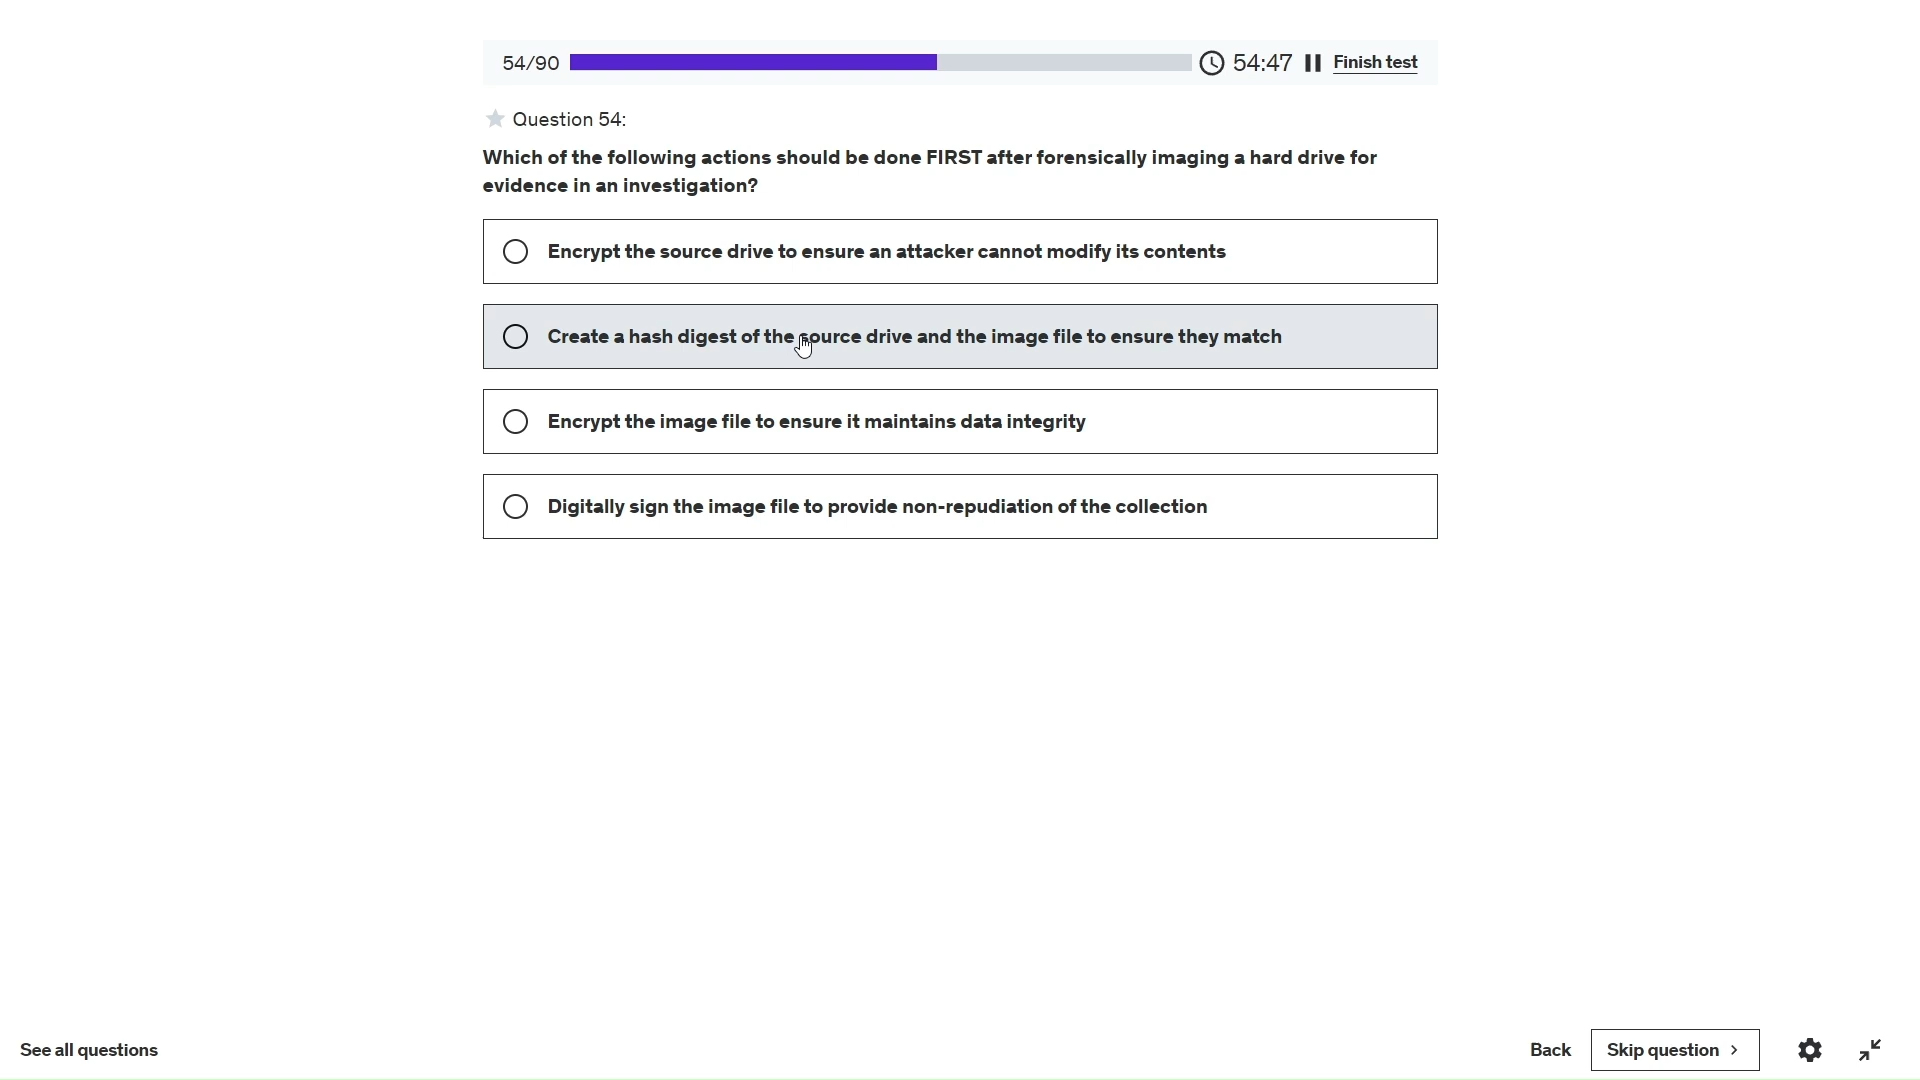 54/90
54:47
Finish test
Question 54:
Which of the following actions should be done FIRST after forensically imaging a hard drive for
evidence in an investigation?
Encrypt the source drive to ensure an attacker cannot modify its contents
Create a hash digest of the source drive and the image file to ensure they match
Encrypt the image file to ensure it maintains data integrity
Digitally sign the image file to provide non-repudiation of the collection
See all questions
Back
Skip question